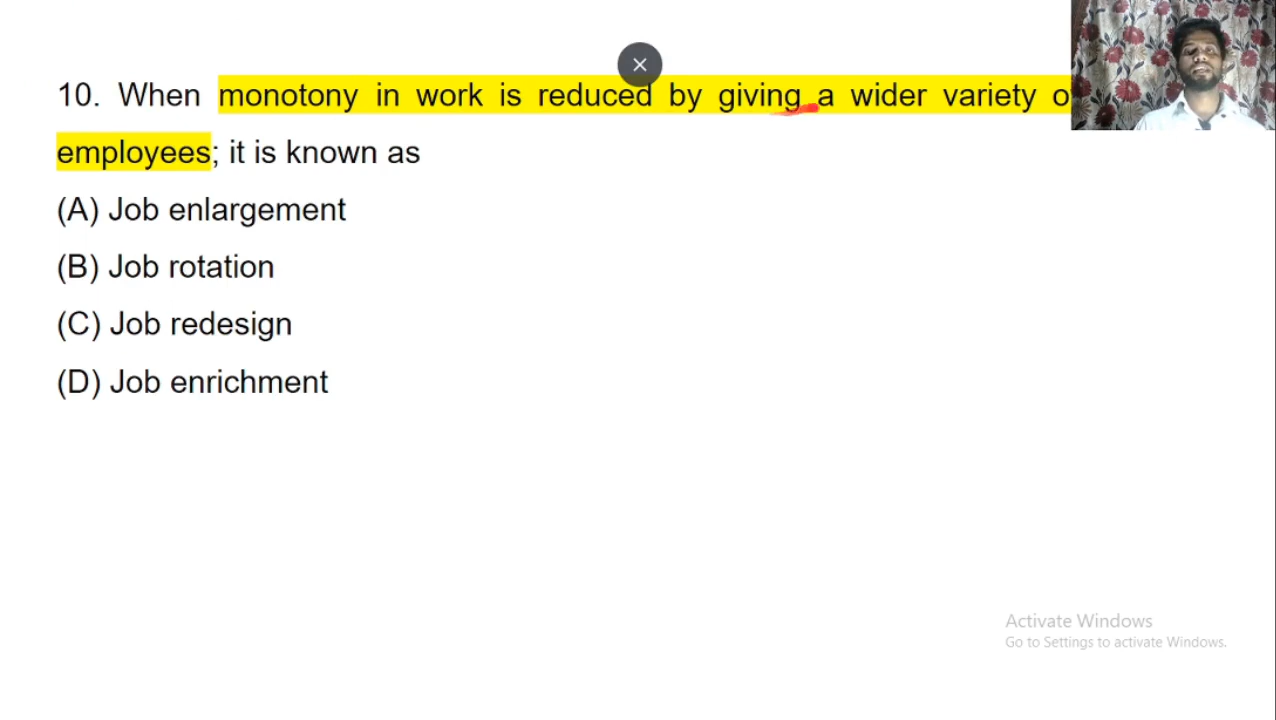 10. When monotony in work is reduced by giving a wider variety
employees; it is known as
(A) Job enlargement
(B) Job rotation
(C) Job redesign
(D) Job enrichment
Activate Windows
Go to Settings to activate Windows.